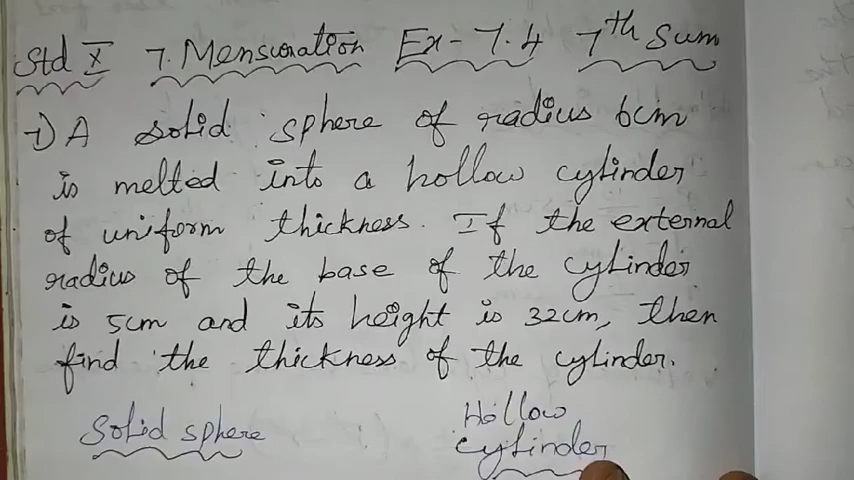 Std X 7. Mensuration Ex-7.4 7th Sum
7) A solid sphere of radius 6cm
is melted into a hollow cylinder
of uniform thickness. If the external
radius of the base of the cylinder
is 5cm and its height is 32cm, then
find the thickness of the cylinder.
Solid sphere
Hollow
cylinder